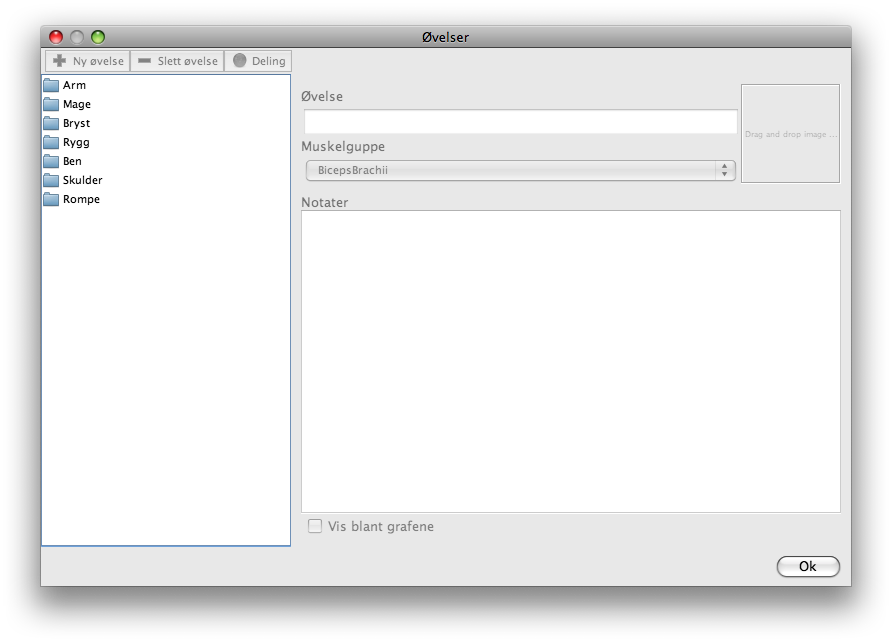 Øvelser
Ny øvelse Slett øvelse Deling
Arm
Mage
Bryst
Rygg
Ben
Skulder
Rompe
Øvelse
Drag and drop image ...
Muskelguppe
BicepsBrachii
Notater
Vis blant grafene
Ok